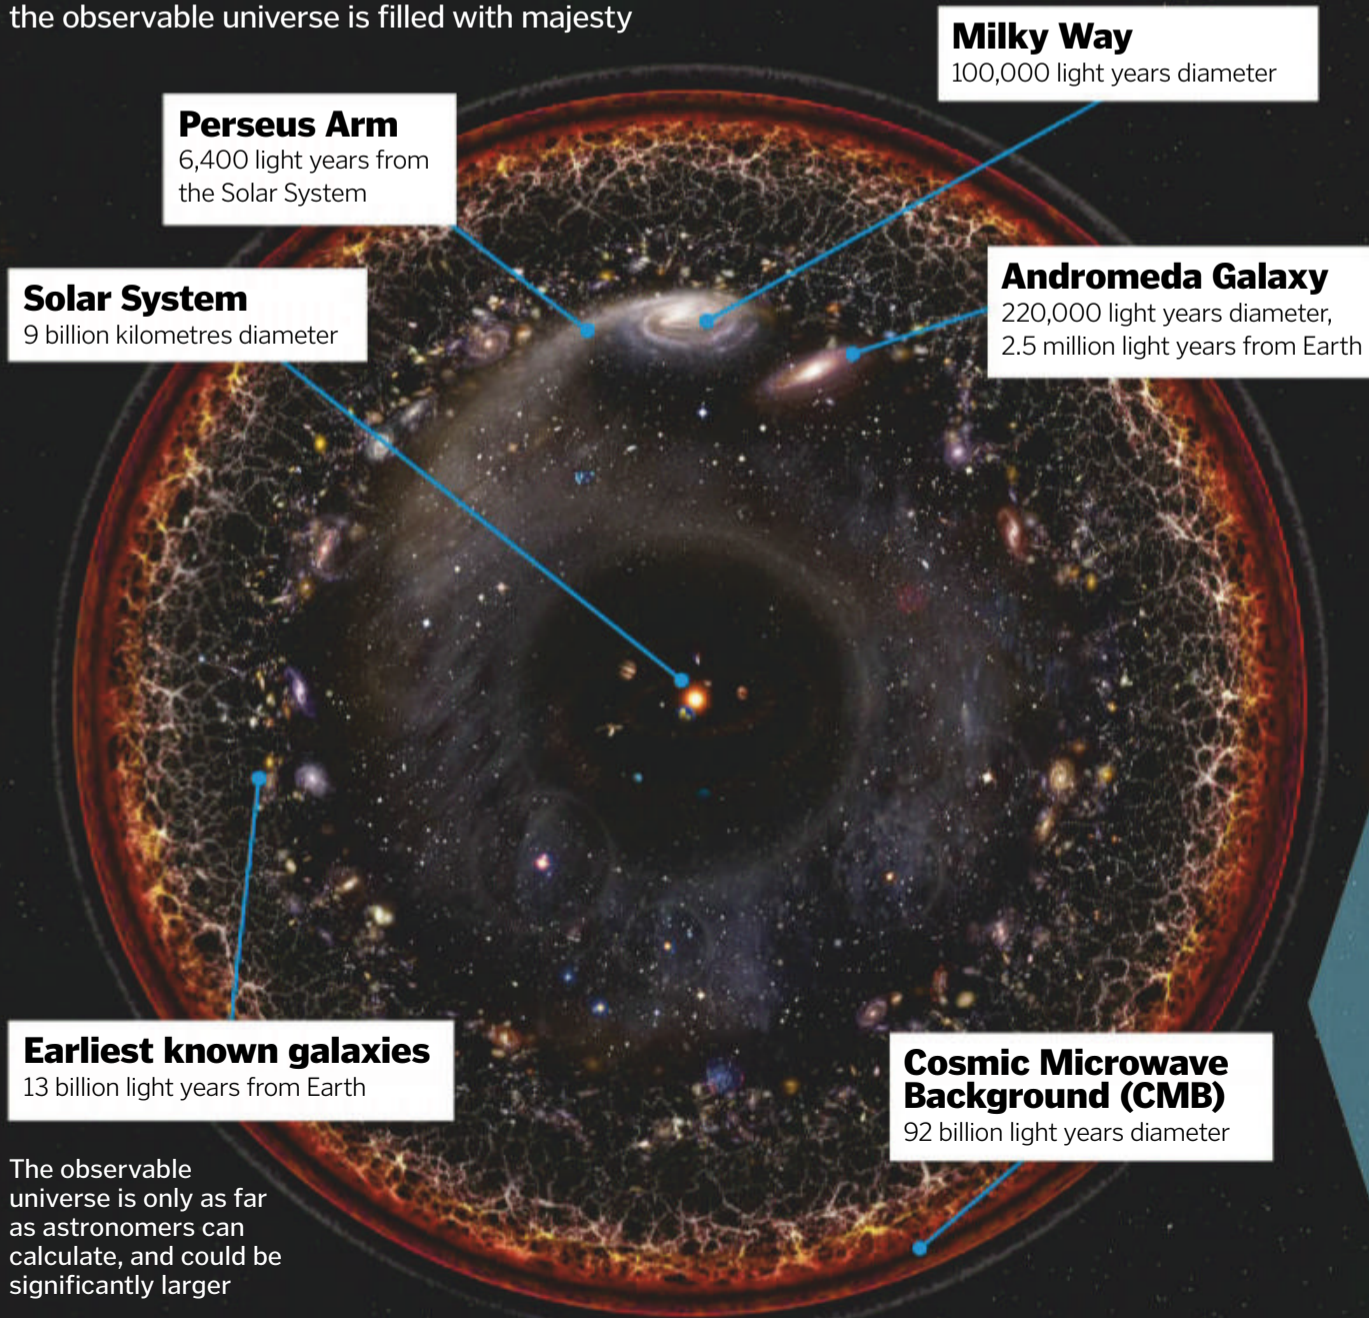 the observable universe is filled with majesty
Milky Way
100,000 light years diameter
Perseus Arm
6,400 light years from
the Solar System
Solar System
9 billion kilometres diameter
Andromeda Galaxy
220,000 light years diameter,
2.5 million light years from Earth
Earliest known galaxies
13 billion light years from Earth
Cosmic Microwave
Background (CMB)
92 billion light years diameter
The observable
universe is only as far
as astronomers can
calculate, and could be
significantly larger